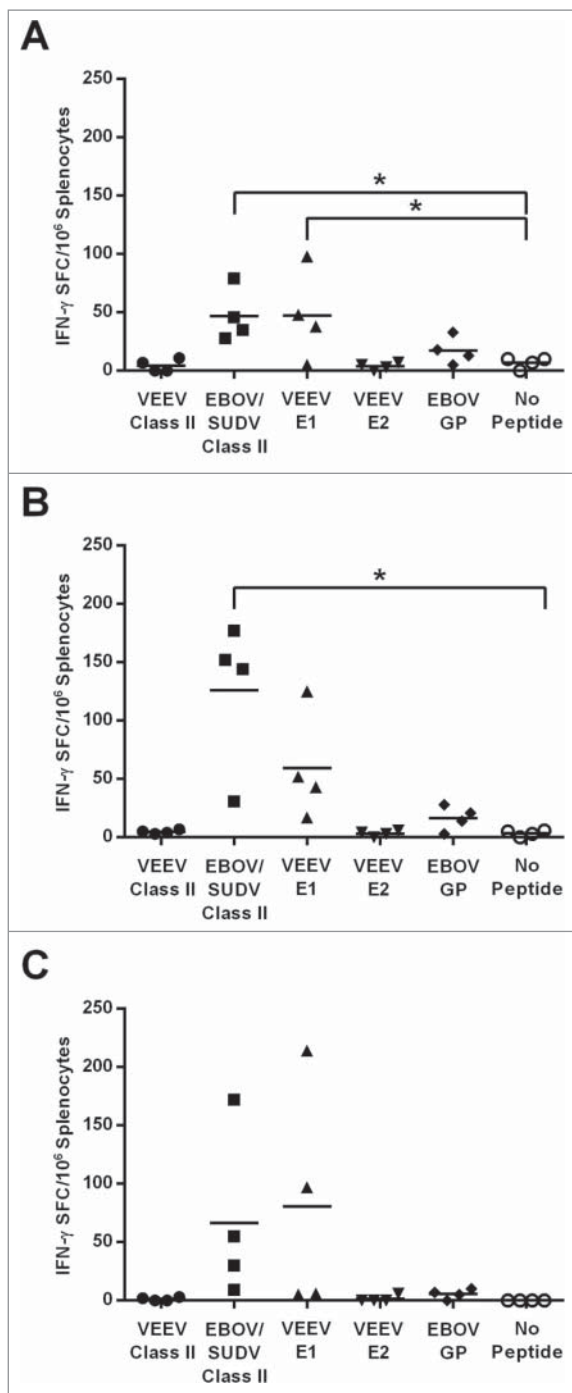 A
250
200
150
100
50
0
IFN-γ SFC/10⁶ Splenocytes
*
*
VEEV EBOV/ VEEV VEEV EBOV No
Class II SUDV E1 E2 GP Peptide
Class II
B
250
200
150
100
50
0
IFN-γ SFC/10⁶ Splenocytes
*
VEEV EBOV/ VEEV VEEV EBOV No
Class II SUDV E1 E2 GP Peptide
Class II
C
250
200
150
100
50
0
IFN-γ SFC/10⁶ Splenocytes
VEEV EBOV/ VEEV VEEV EBOV No
Class II SUDV E1 E2 GP Peptide
Class II